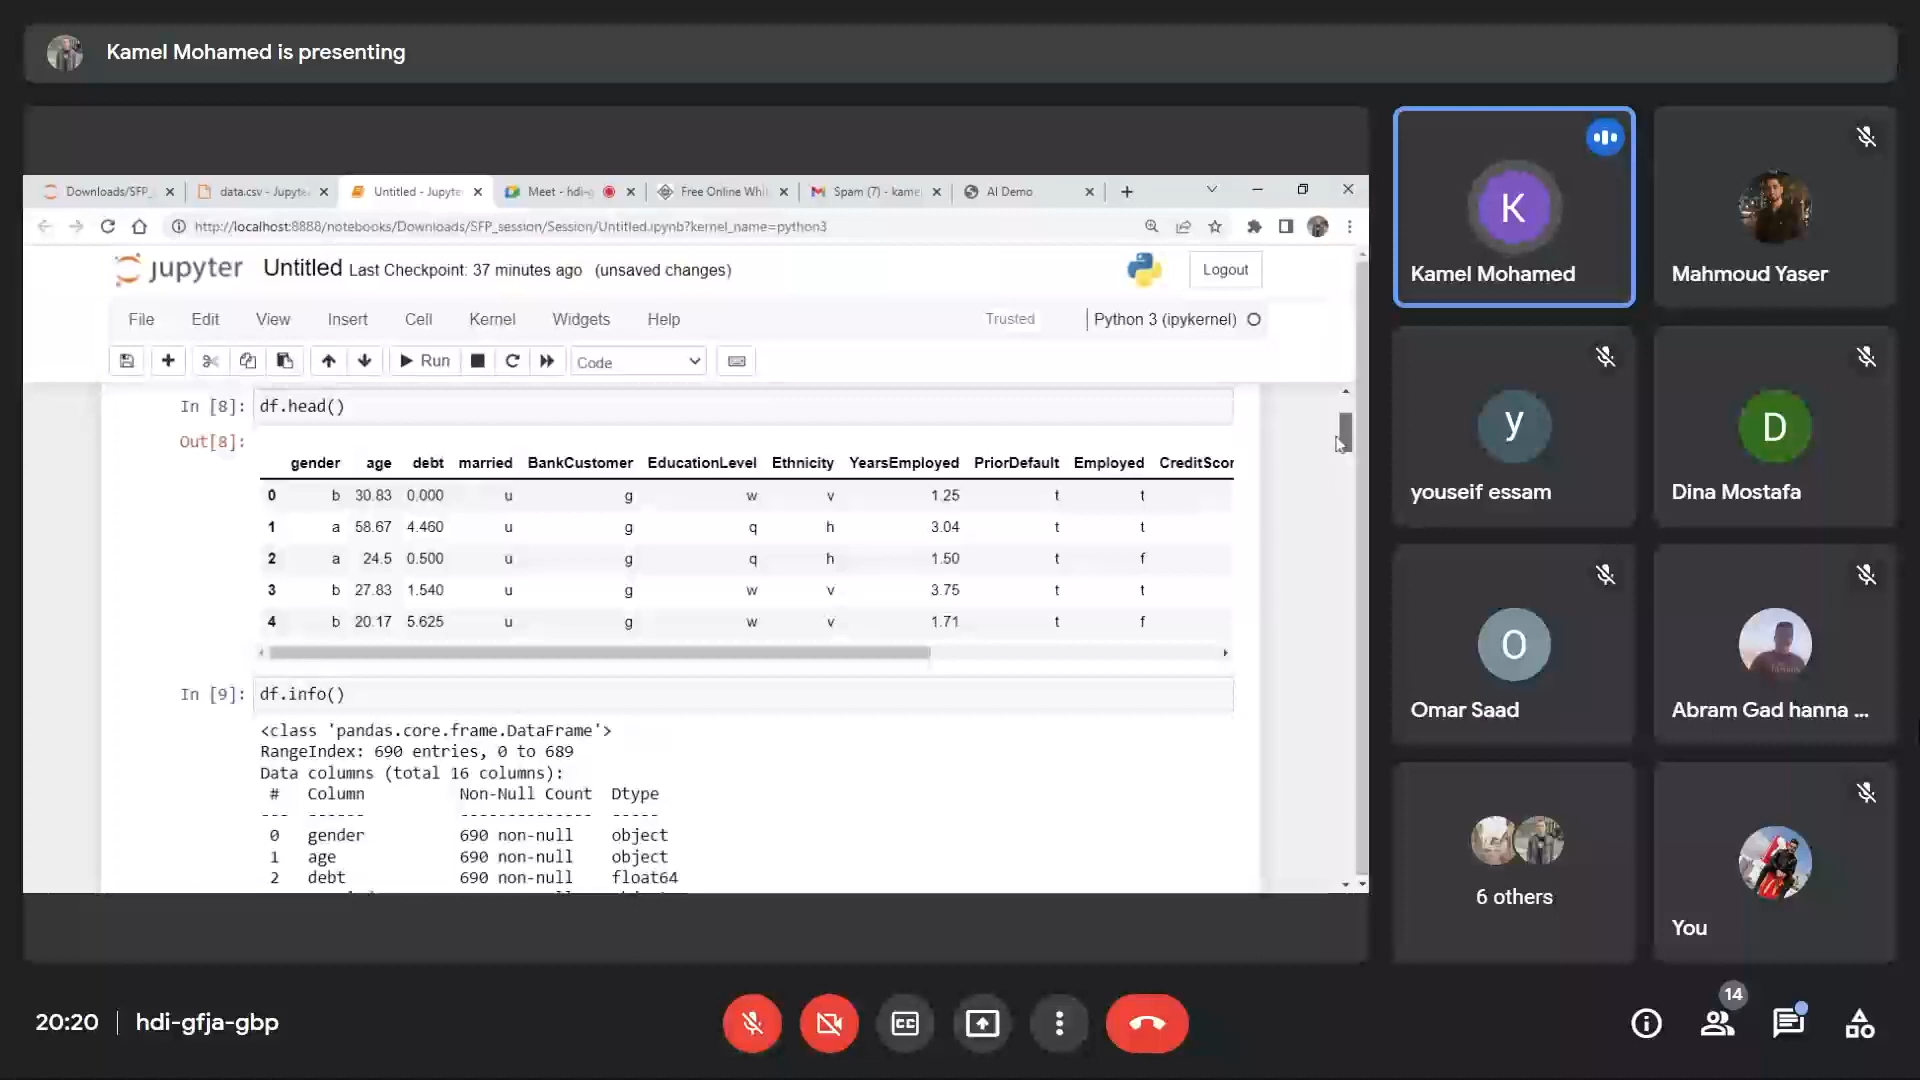 Kamel Mohamed is presenting
Downloads/SFP_
data.csv - Jupyte
Untitled - Jupyte
Meet - hdi-g
Free Online Whi
Spam (7) - kame
AI Demo
http://localhost:8888/notebooks/Downloads/SFP_session/Session/Untitled.ipynb?kernel_name=python3
jupyter Untitled Last Checkpoint: 37 minutes ago (unsaved changes)
Logout
File Edit View Insert Cell Kernel Widgets Help
Trusted
Python 3 (ipykernel)
Run
Code
In [8]: df.head()
Out[8]:
gender age debt married BankCustomer EducationLevel Ethnicity YearsEmployed PriorDefault Employed CreditScor
0 b 30.83 0.000 u g w v 1.25 t t
1 a 58.67 4.460 u g q h 3.04 t t
2 a 24.5 0.500 u g q h 1.50 t f
3 b 27.83 1.540 u g w v 3.75 t t
4 b 20.17 5.625 u g w v 1.71 t f
In [9]: df.info()
<class 'pandas.core.frame.DataFrame'>
RangeIndex: 690 entries, 0 to 689
Data columns (total 16 columns):
# Column Non-Null Count Dtype
--- ------ -------------- -----
0 gender 690 non-null object
1 age 690 non-null object
2 debt 690 non-null float64
K
Kamel Mohamed
Mahmoud Yaser
y
youseif essam
D
Dina Mostafa
O
Omar Saad
Abram Gad hanna ...
6 others
You
20:20 | hdi-gfja-gbp
CC
14